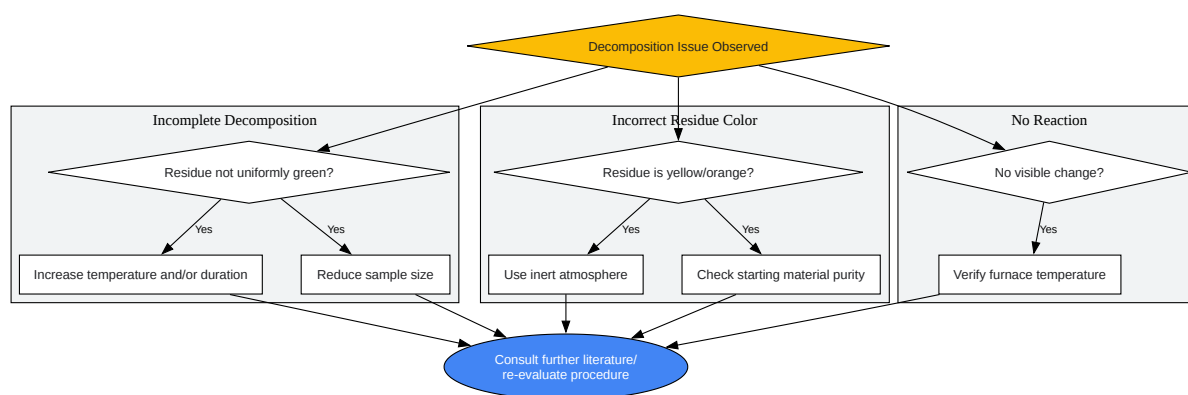 Decomposition Issue Observed
Incomplete Decomposition
Incorrect Residue Color
No Reaction
Residue not uniformly green?
Residue is yellow/orange?
No visible change?
Yes
Yes
Yes
Yes
Yes
Increase temperature and/or duration
Reduce sample size
Use inert atmosphere
Check starting material purity
Verify furnace temperature
Consult further literature/
re-evaluate procedure